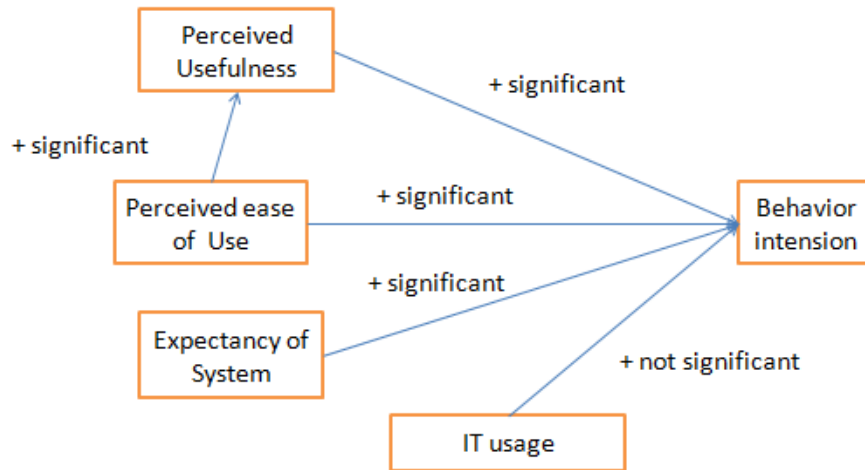 Perceived
Usefulness
+ significant
+ significant
Perceived ease
of Use
+ significant
Behavior
intension
+ significant
Expectancy of
System
+ not significant
IT usage